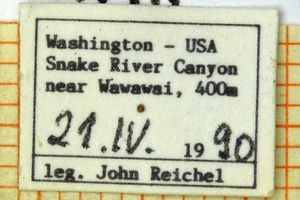 Washington - USA
Snake River Canyon
near Wawawai, 400m
21.IV. 1990
leg. John Reichel